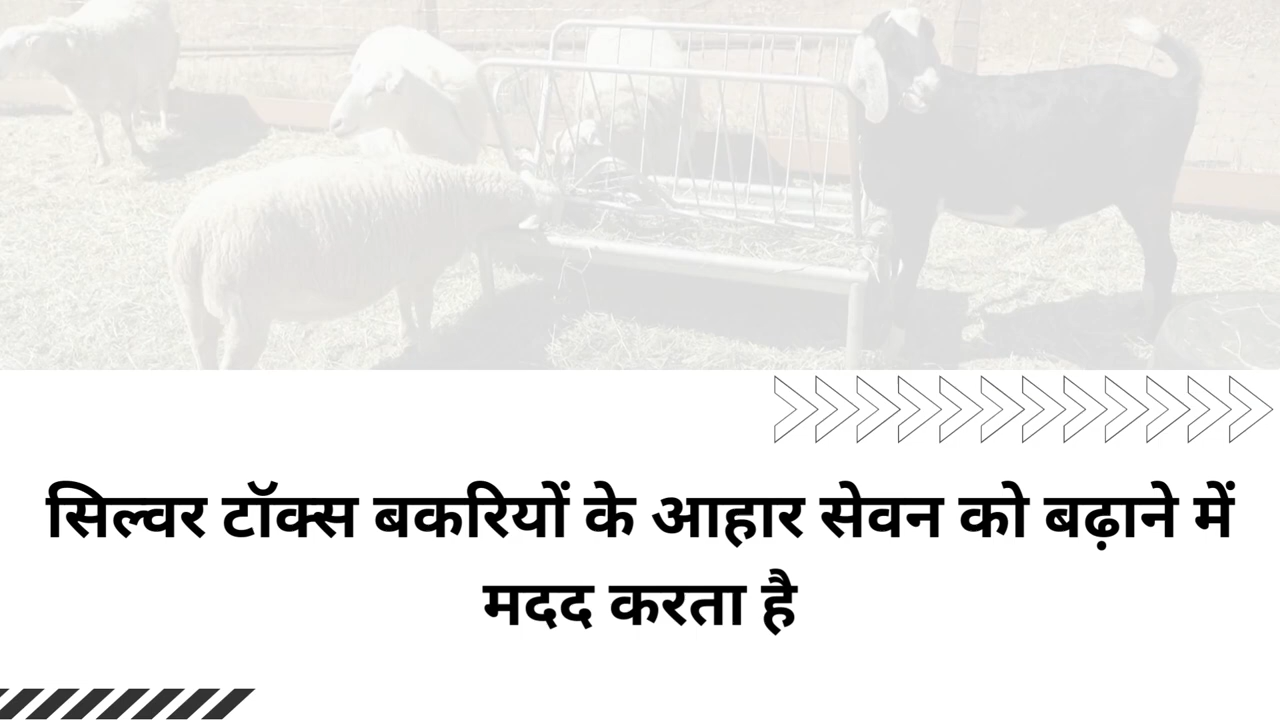 सिल्वर टॉक्स बकरियों के आहार सेवन को बढ़ाने में
मदद करता है